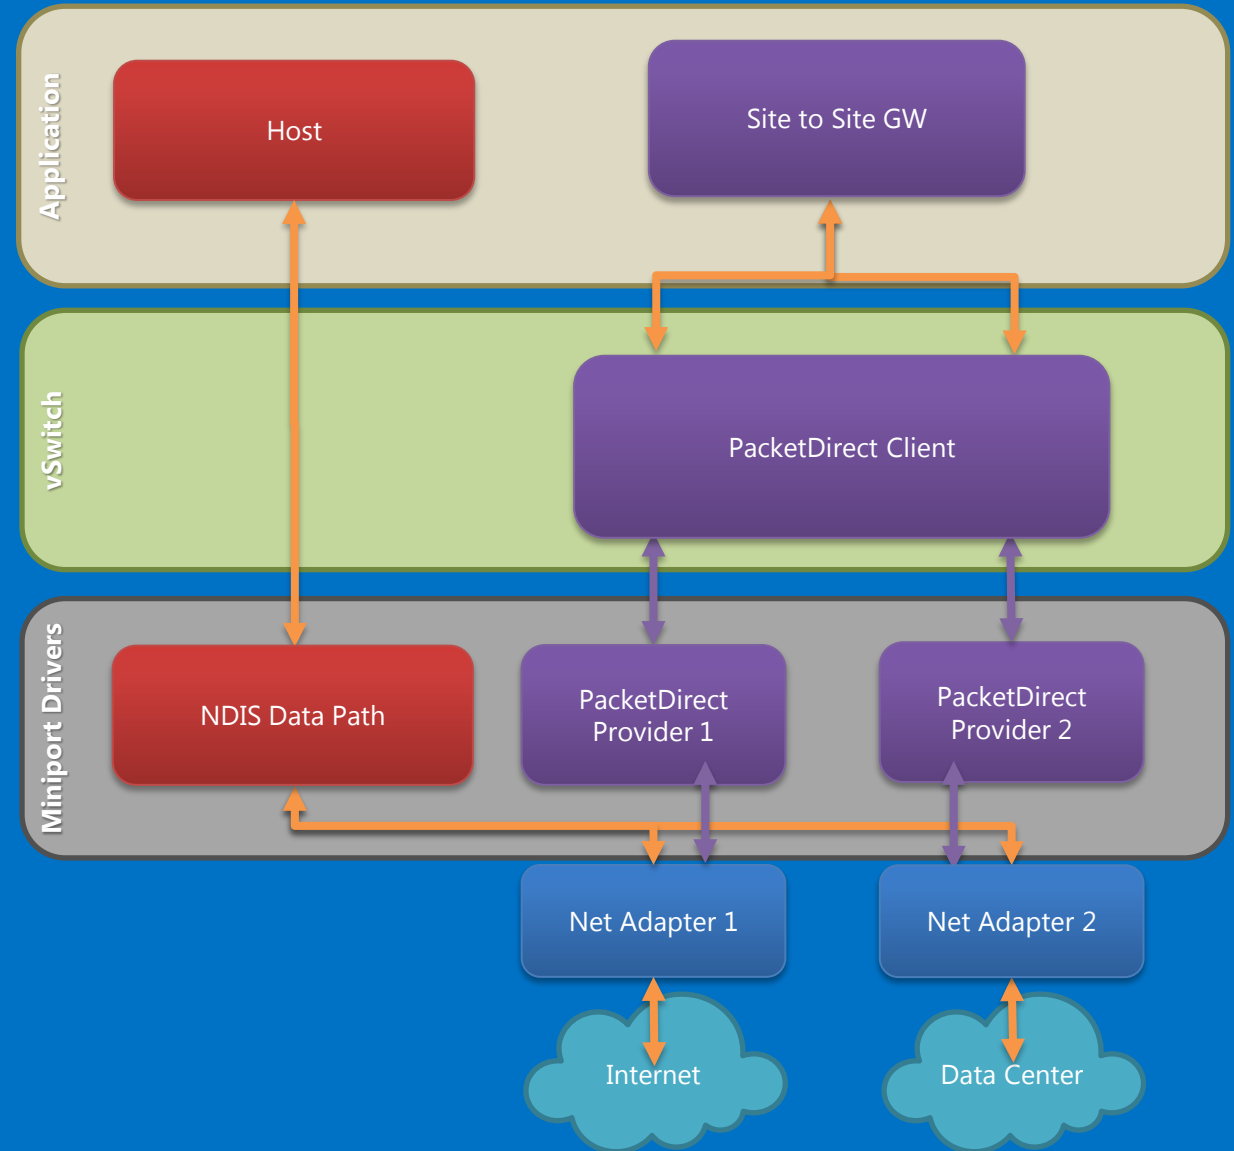 Application
Host
Site to Site GW
vSwitch
PacketDirect Client
Miniport Drivers
NDIS Data Path
PacketDirect
Provider 1
PacketDirect
Provider 2
Net Adapter 1
Net Adapter 2
Internet
Data Center